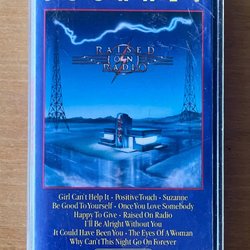 RAISED
ON
RADIO
Girl Can't Help It - Positive Touch - Suzanne
Be Good To Yourself - Once You Love Somebody
Happy To Give - Raised On Radio
I'll Be Alright Without You
It Could Have Been You - The Eyes Of A Woman
Why Can't This Night Go On Forever